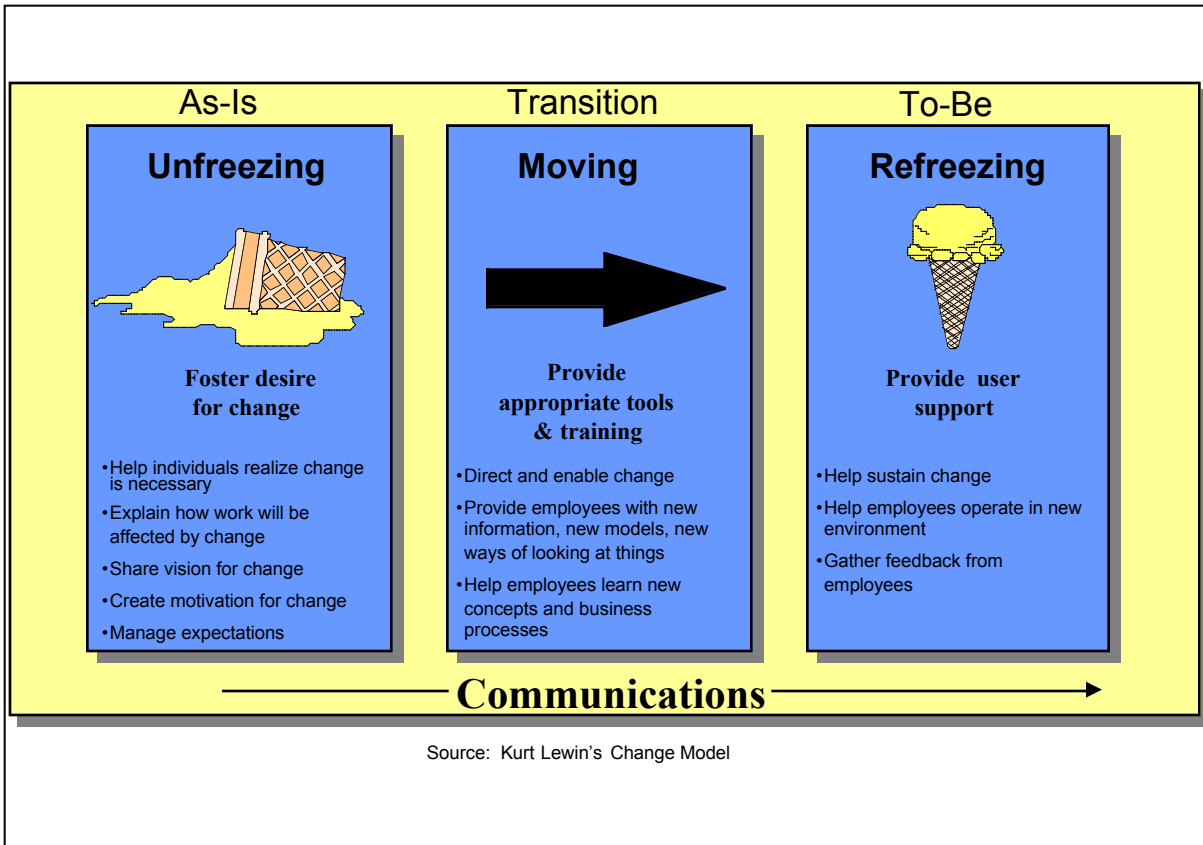 As-Is
Unfreezing
Foster desire
for change
•Help individuals realize change
is necessary
•Explain how work will be
affected by change
•Share vision for change
•Create motivation for change
•Manage expectations
Transition
Moving
Provide
appropriate tools
& training
•Direct and enable change
•Provide employees with new
information, new models, new
ways of looking at things
•Help employees learn new
concepts and business
processes
To-Be
Refreezing
Provide user
support
•Help sustain change
•Help employees operate in new
environment
•Gather feedback from
employees
Communications
Source: Kurt Lewin's Change Model